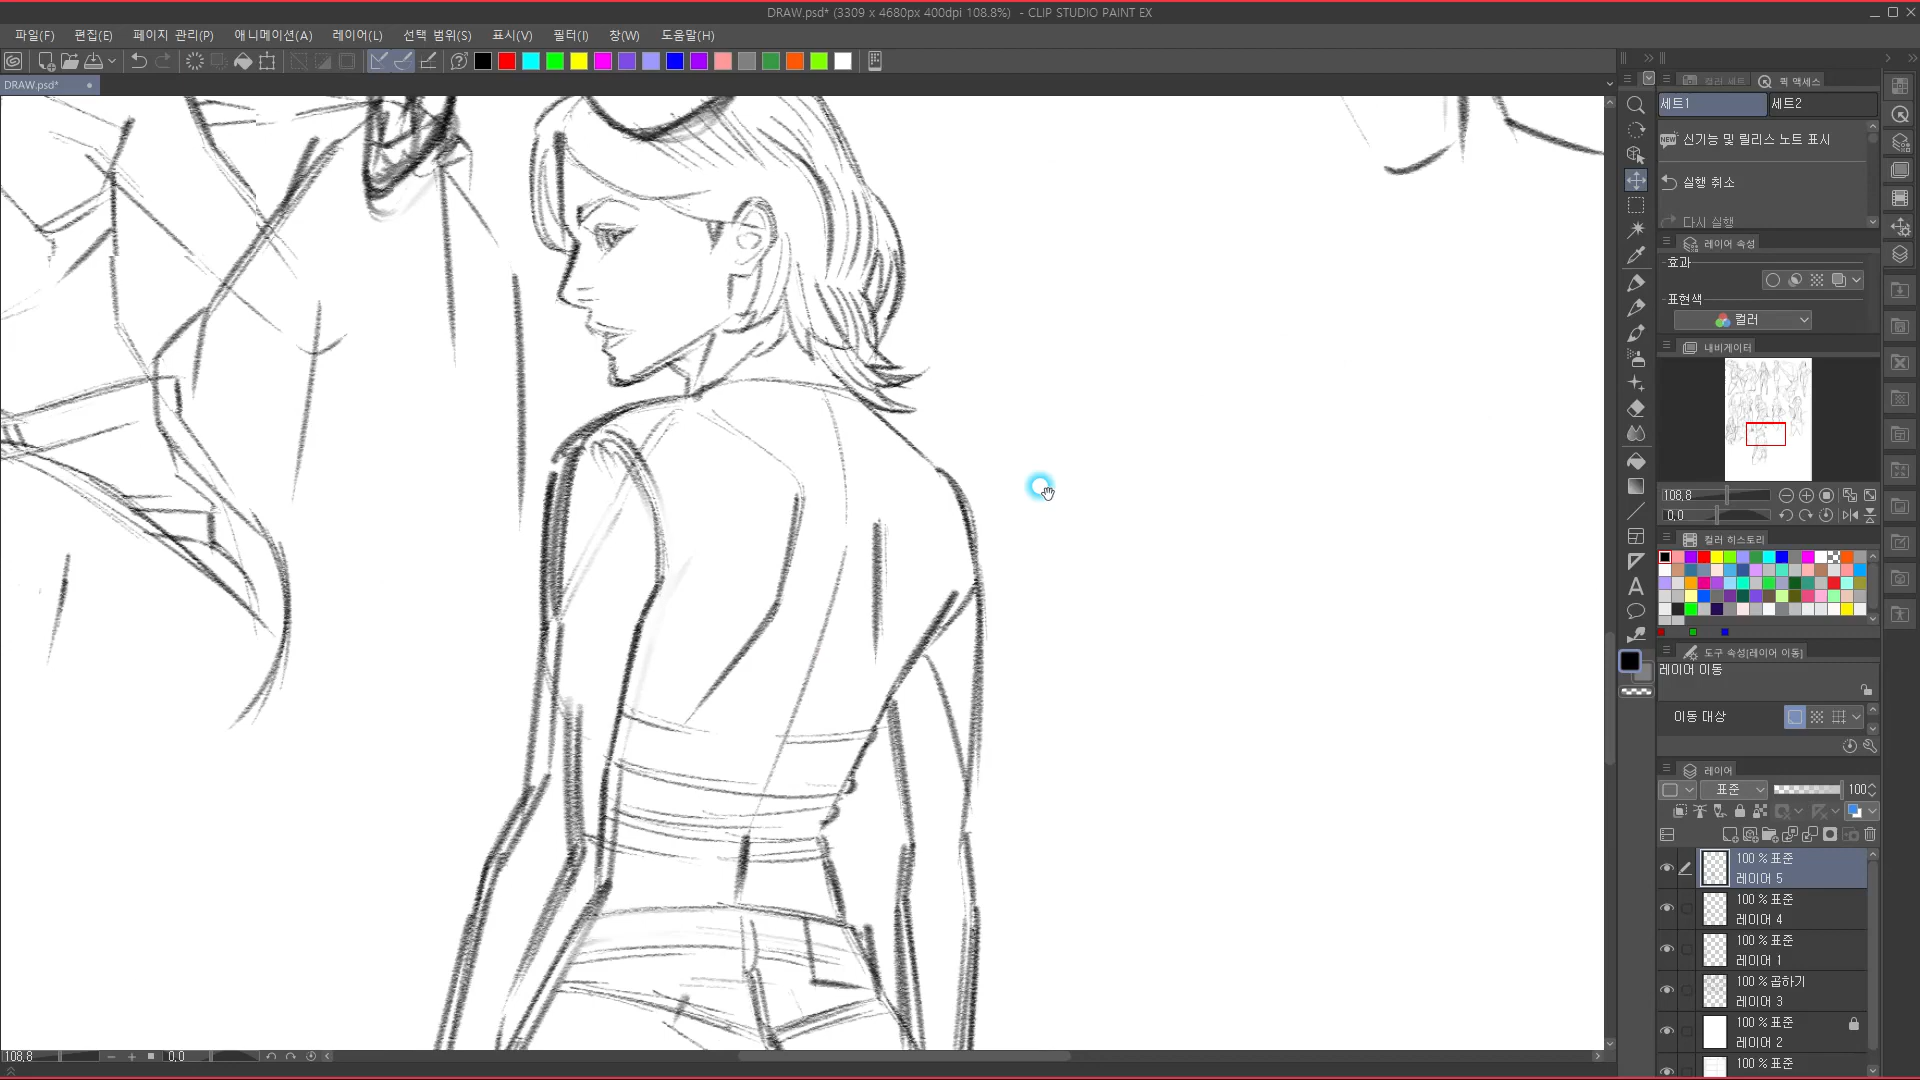 DRAW.psd* (3309 x 4680px 400dpi 108.8%) - CLIP STUDIO PAINT EX
파일(F) 편집(E) 페이지 관리(P) 애니메이션(A) 레이어(L) 선택 범위(S) 표시(V) 필터(I) 창(W) 도움말(H)
DRAW.psd*
컬러 세트 퀵 액세스
세트1 세트2
신기능 및 릴리스 노트 표시
실행 취소
다시 실행
레이어 속성
효과
표현색
컬러
내비게이터
108.8
0.0
컬러 히스토리
도구 속성[레이어 이동]
레이어 이동
이동 대상
레이어
표준 100
100 % 표준
레이어 5
100 % 표준
레이어 4
100 % 표준
레이어 1
100 % 곱하기
레이어 3
100 % 표준
레이어 2
100 % 표준
108.8 0.0